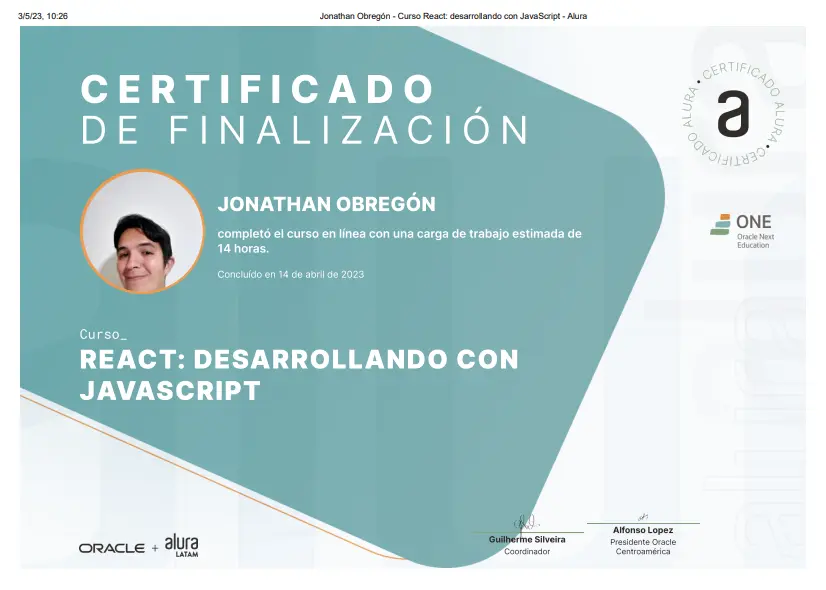 3/5/23, 10:26
Jonathan Obregón - Curso React: desarrollando con JavaScript - Alura
CERTIFICADO
DE FINALIZACIÓN
CERTIFICADO ALURA • CERTIFICADO ALURA •
a
JONATHAN OBREGÓN
completó el curso en línea con una carga de trabajo estimada de
14 horas.
Concluído en 14 de abril de 2023
ONE
Oracle Next
Education
Curso_
REACT: DESARROLLANDO CON
JAVASCRIPT
ORACLE + alura
LATAM
Guilherme Silveira
Coordinador
Alfonso Lopez
Presidente Oracle
Centroamérica